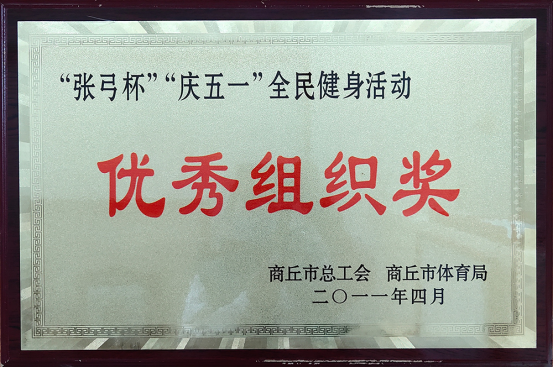 “张弓杯”“庆五一”全民健身活动
优秀组织奖
商丘市总工会 商丘市体育局
二〇一一年四月